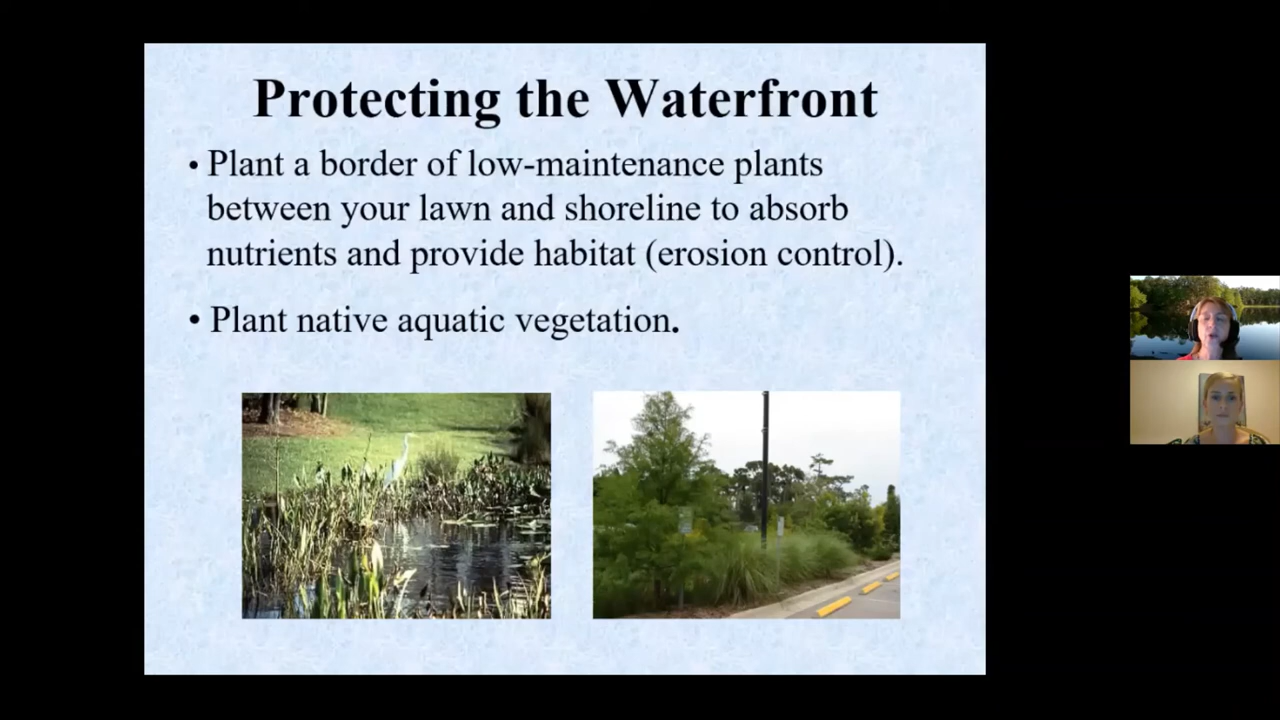 Protecting the Waterfront
• Plant a border of low-maintenance plants
between your lawn and shoreline to absorb
nutrients and provide habitat (erosion control).
• Plant native aquatic vegetation.